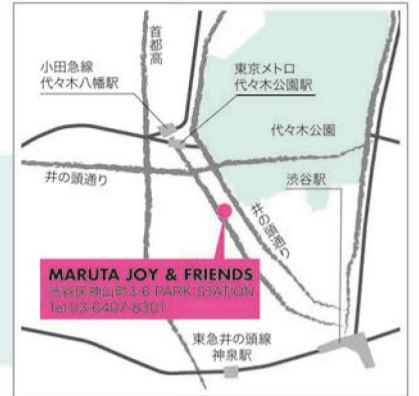 首都高
小田急線
代々木八幡駅
東京メトロ
代々木公園駅
代々木公園
井の頭通り
渋谷駅
井の頭通り
MARUTA JOY & FRIENDS
渋谷区神山町3-6 PARK STATION
Tel.03-6407-8301
東急井の頭線
神泉駅